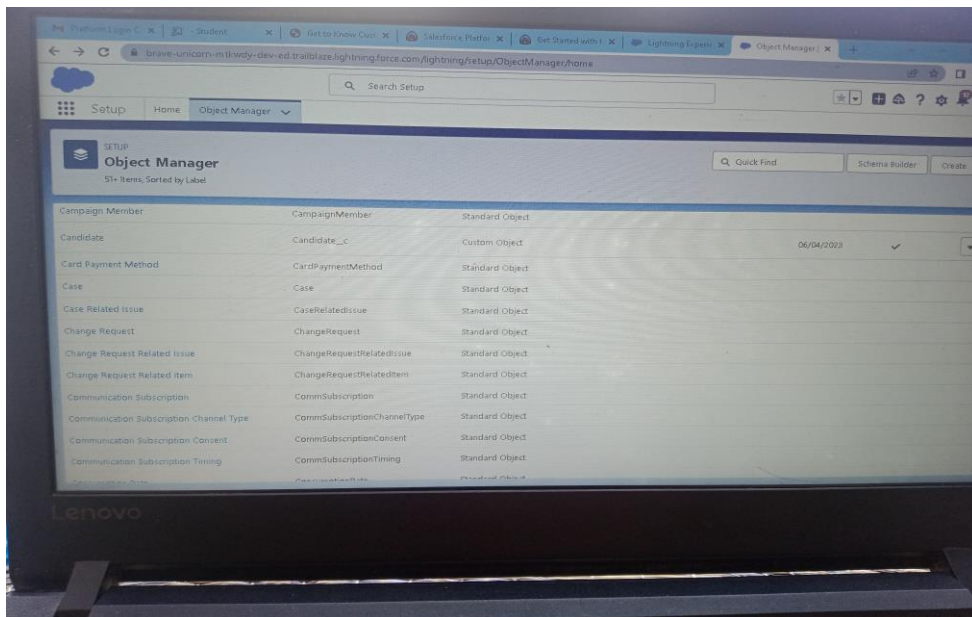 Platform Login C
- Student
Get to Know Cool
Salesforce Platfor
Get Started with
Lightning Experie
Object Manager |
brave-unicorn-mtkwdy-dev-ed.trailblaze.lightning.force.com/lightning/setup/ObjectManager/home
Search Setup
Setup Home Object Manager
SETUP
Object Manager
51+ Items, Sorted by Label
Quick Find Schema Builder Create
Campaign Member CampaignMember Standard Object
Candidate Candidate__c Custom Object 06/04/2023
Card Payment Method CardPaymentMethod Standard Object
Case Case Standard Object
Case Related Issue CaseRelatedIssue Standard Object
Change Request ChangeRequest Standard Object
Change Request Related Issue ChangeRequestRelatedIssue Standard Object
Change Request Related Item ChangeRequestRelatedItem Standard Object
Communication Subscription CommSubscription Standard Object
Communication Subscription Channel Type CommSubscriptionChannelType Standard Object
Communication Subscription Consent CommSubscriptionConsent Standard Object
Communication Subscription Timing CommSubscriptionTiming Standard Object
Lenovo